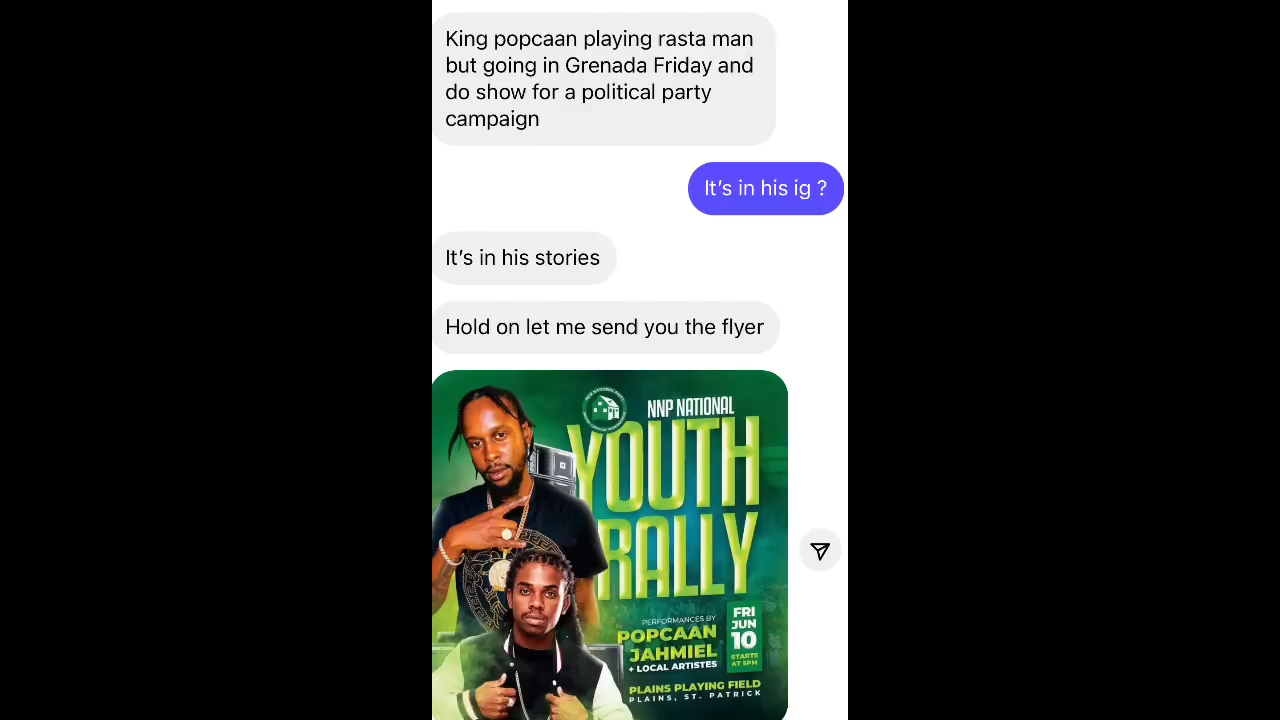 King popcaan playing rasta man
but going in Grenada Friday and
do show for a political party
campaign
It’s in his ig ?
It’s in his stories
Hold on let me send you the flyer
NNP NATIONAL
YOUTH
RALLY
PERFORMANCES BY
POPCAAN
JAHMIEL
+ LOCAL ARTISTES
FRI
JUN
10
STARTS
AT 5PM
PLAINS PLAYING FIELD
PLAINS, ST. PATRICK